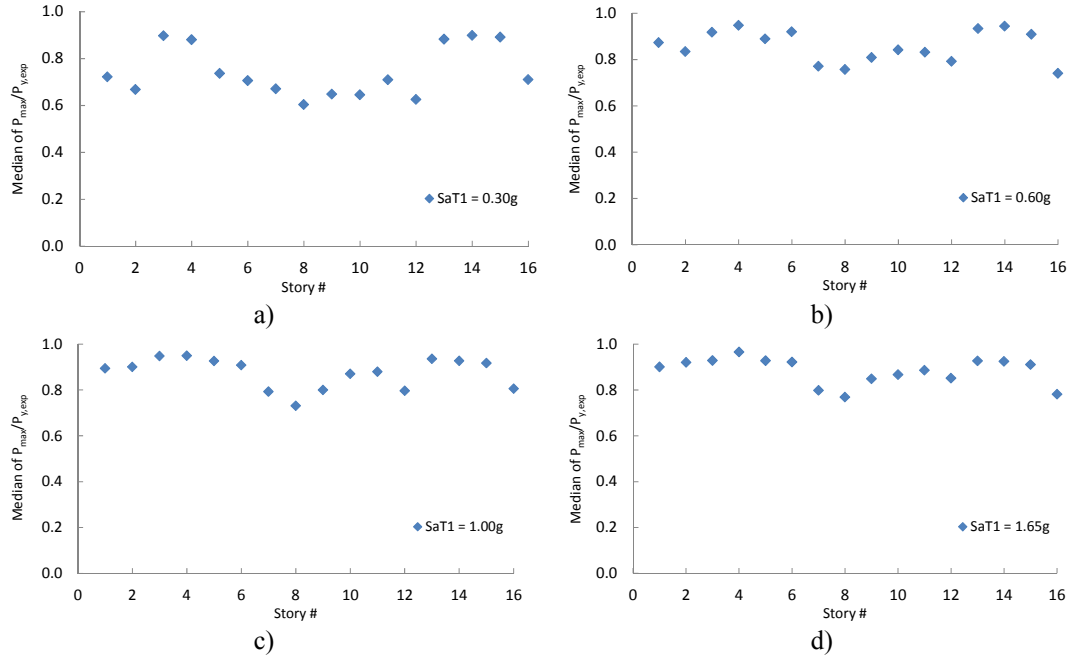 1.0
0.8
0.6
0.4
0.2
0.0
Median of Pmax/Py,exp
SaT1 = 0.30g
0 2 4 6 8 10 12 14 16
Story #
a)
1.0
0.8
0.6
0.4
0.2
0.0
Median of Pmax/Py,exp
SaT1 = 0.60g
0 2 4 6 8 10 12 14 16
Story #
b)
1.0
0.8
0.6
0.4
0.2
0.0
Median of Pmax/Py,exp
SaT1 = 1.00g
0 2 4 6 8 10 12 14 16
Story #
c)
1.0
0.8
0.6
0.4
0.2
0.0
Median of Pmax/Py,exp
SaT1 = 1.65g
0 2 4 6 8 10 12 14 16
Story #
d)